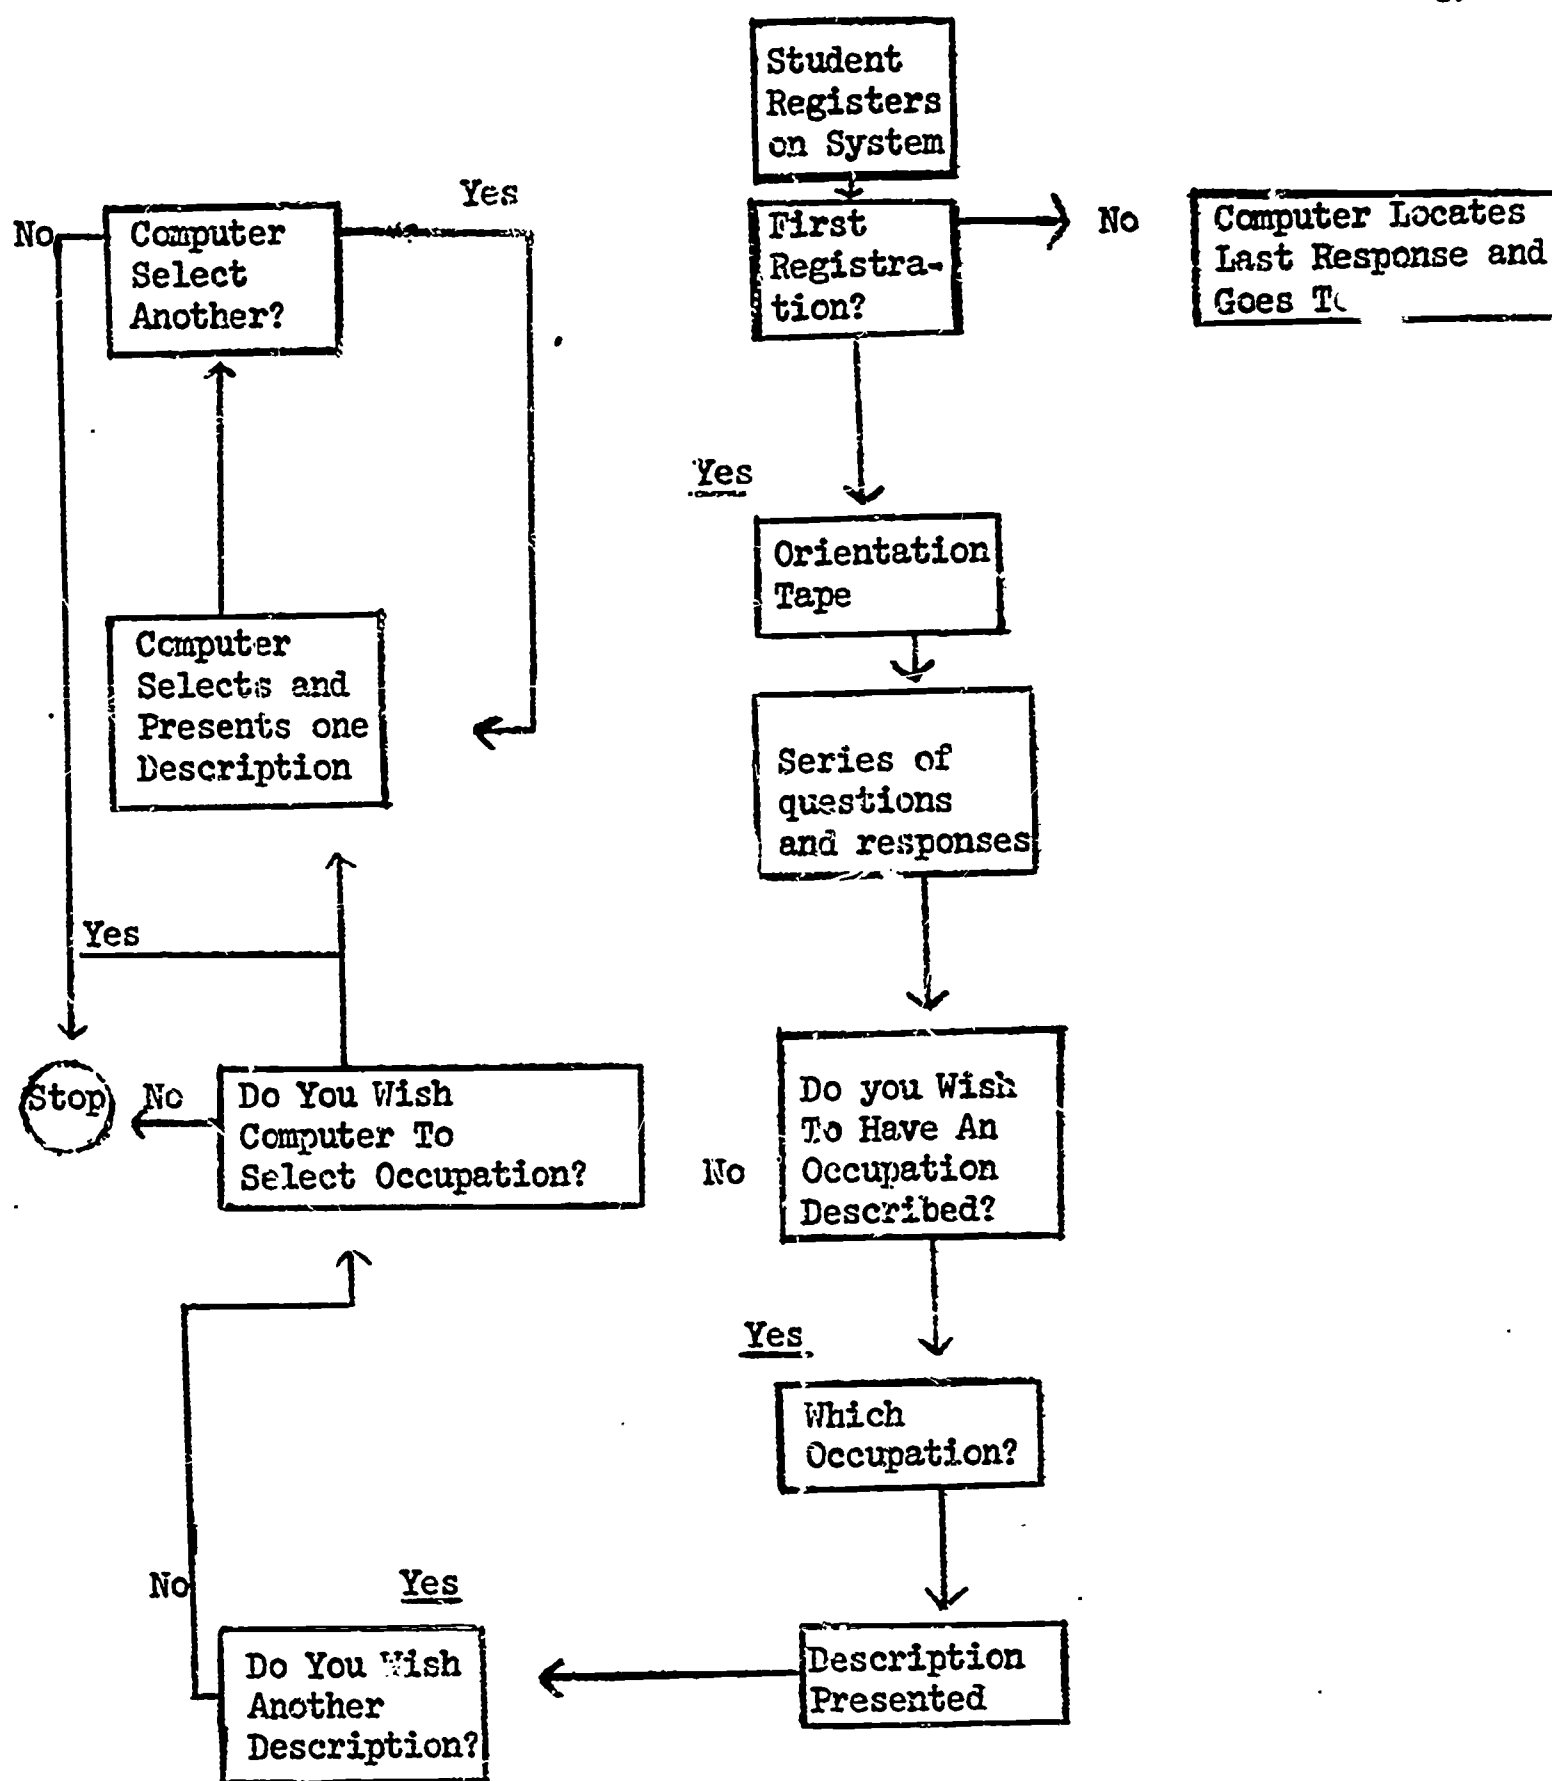 Student
Registers
on System
First
Registra-
tion?
No
Computer Locates
Last Response and
Goes
Yes
Orientation
Tape
Series of
questions
and responses
Do you Wish
To Have An
Occupation
Described?
No
Yes
Which
Occupation?
Description
Presented
Yes
Do You Wish
Another
Description?
No
Do You Wish
Computer To
Select Occupation?
No
Stop
Yes
Computer
Selects and
Presents one
Description
Computer
Select
Another?
Yes
No